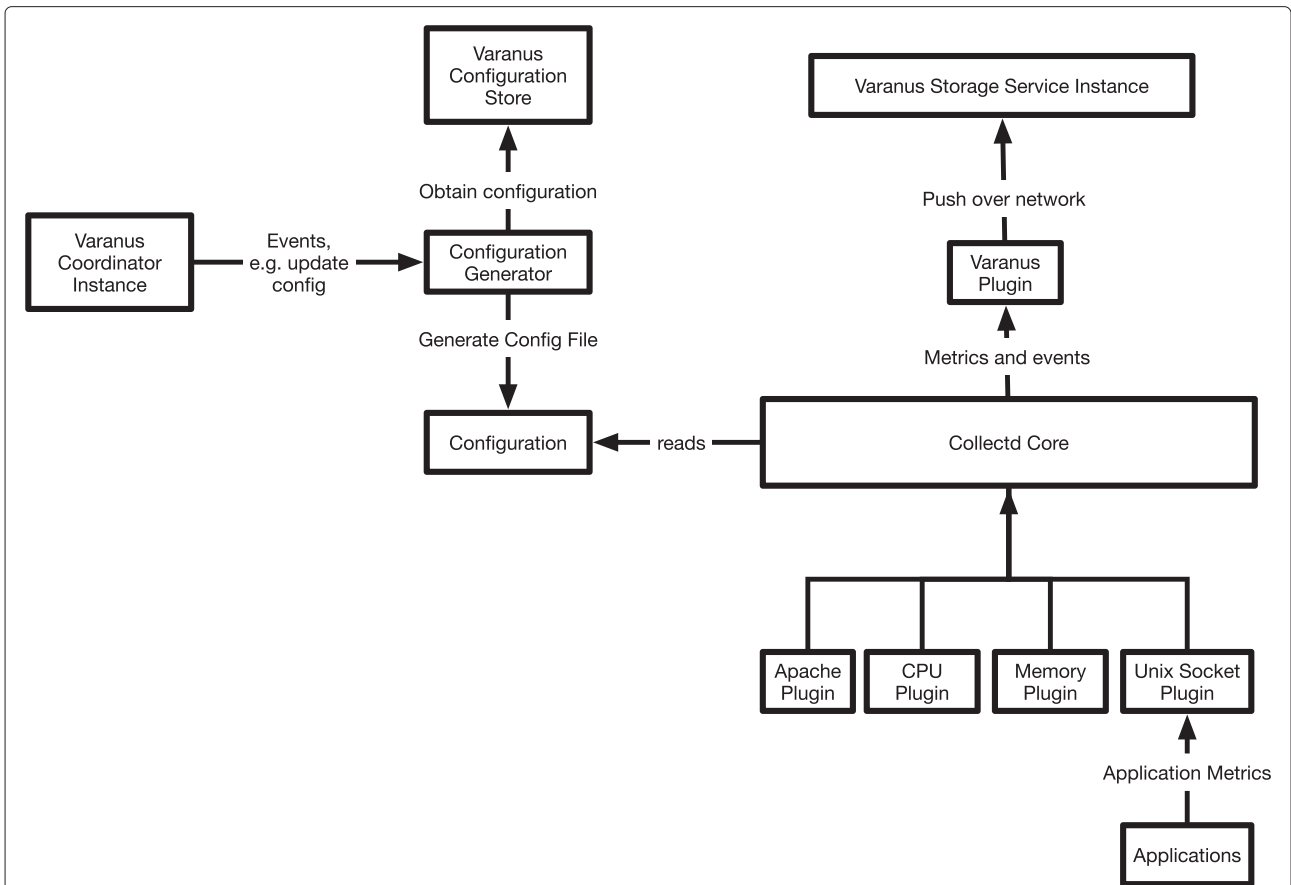 Varanus
Configuration
Store
Varanus Storage Service Instance
Obtain configuration
Push over network
Varanus
Coordinator
Instance
Events,
e.g. update
config
Configuration
Generator
Varanus
Plugin
Generate Config File
Metrics and events
Configuration
reads
Collectd Core
Apache
Plugin
CPU
Plugin
Memory
Plugin
Unix Socket
Plugin
Application Metrics
Applications